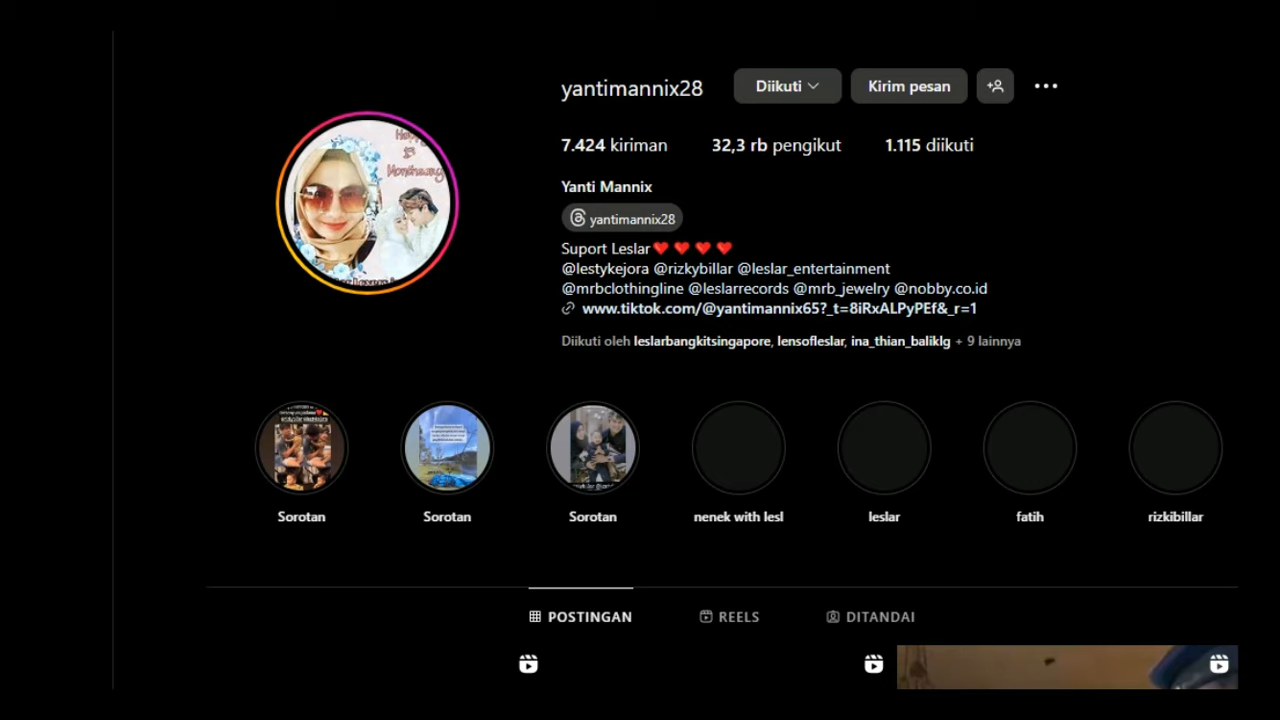 yantimannix28
Diikuti
Kirim pesan
7.424 kiriman
32,3 rb pengikut
1.115 diikuti
Yanti Mannix
yantimannix28
Suport Leslar❤️❤️❤️❤️
@lestykejora @rizkybillar @leslar_entertainment
@mrbclothingline @leslarrecords @mrb_jewelry @nobby.co.id
www.tiktok.com/@yantimannix65?_t=8iRxALPyPEf&_r=1
Diikuti oleh leslarbangkitsingapore, lensofleslar, ina_thian_baliklg + 9 lainnya
Sorotan
Sorotan
Sorotan
nenek with lesl
leslar
fatih
rizkibillar
POSTINGAN
REELS
DITANDAI